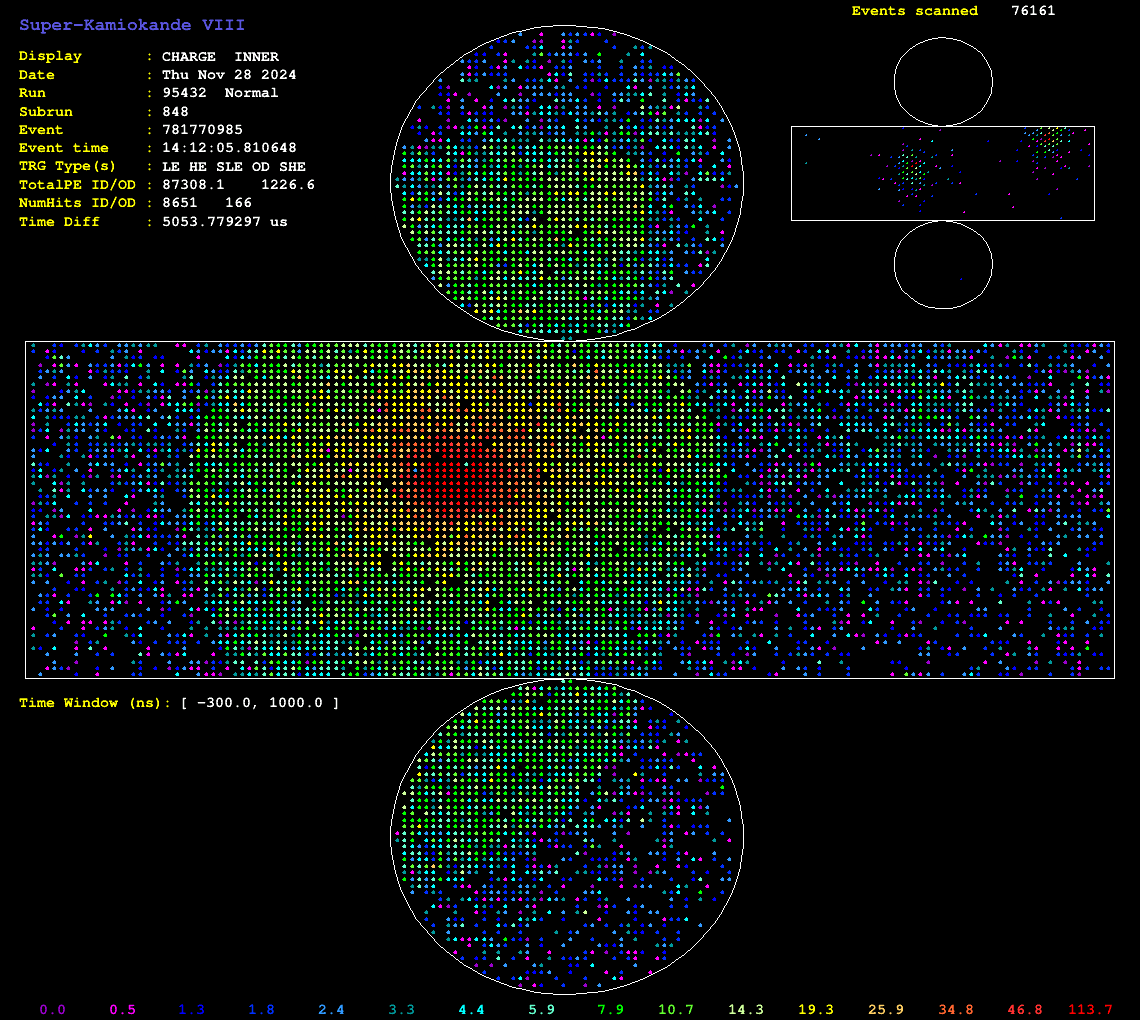 Super-Kamiokande VIII
Events scanned 76161
Display : CHARGE INNER
Date : Thu Nov 28 2024
Run : 95432 Normal
Subrun : 848
Event : 781770985
Event time : 14:12:05.810648
TRG Type(s) : LE HE SLE OD SHE
TotalPE ID/OD : 87308.1 1226.6
NumHits ID/OD : 8651 166
Time Diff : 5053.779297 us
Time Window (ns): [ -300.0, 1000.0 ]
0.0 0.5 1.3 1.8 2.4 3.3 4.4 5.9 7.9 10.7 14.3 19.3 25.9 34.8 46.8 113.7